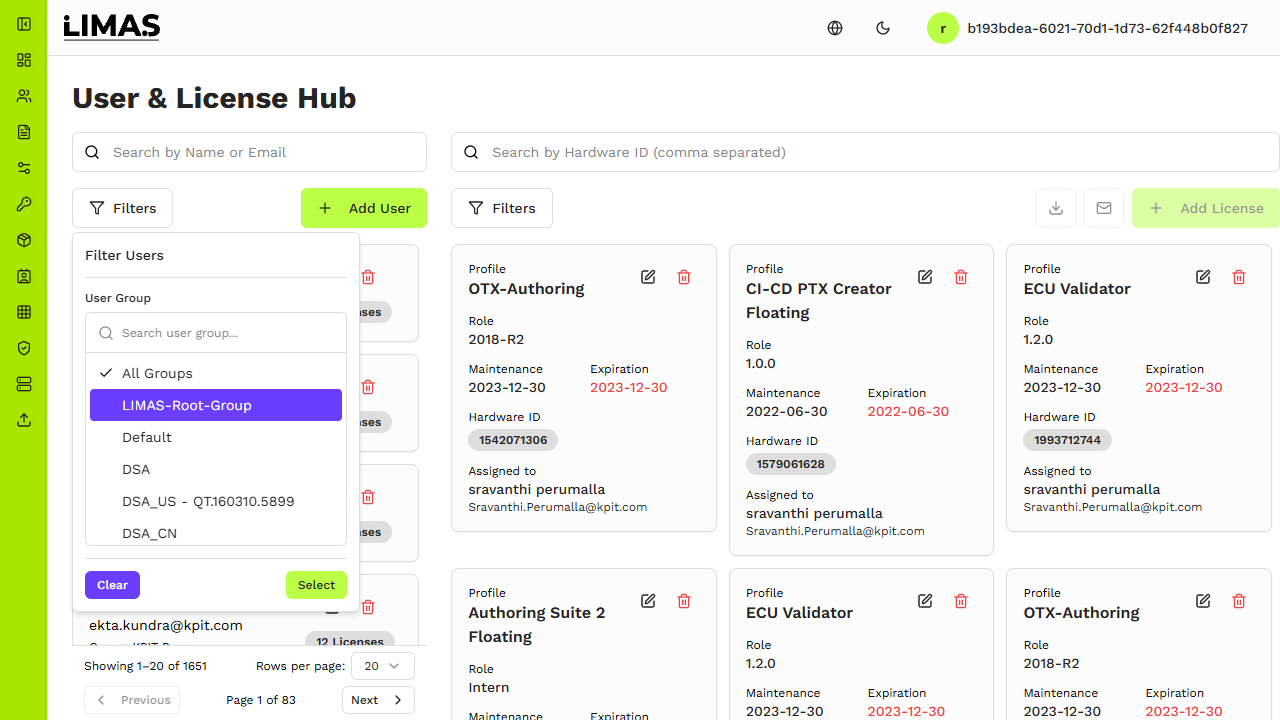 LIMAS
r
b193bdea-6021-70d1-1d73-62f448b0f827
User & License Hub
Search by Name or Email
Search by Hardware ID (comma separated)
Filters
Add User
Filters
Add License
Filter Users
User Group
Search user group...
All Groups
LIMAS-Root-Group
Default
DSA
DSA_US - QT.160310.5899
DSA_CN
Clear
Select
ekta.kundra@kpit.com
12 Licenses
Showing 1–20 of 1651
Rows per page:
20
Previous
Page 1 of 83
Next
Profile
OTX-Authoring
Role
2018-R2
Maintenance
Expiration
2023-12-30
2023-12-30
Hardware ID
1542071306
Assigned to
sravanthi perumalla
Sravanthi.Perumalla@kpit.com
Profile
CI-CD PTX Creator
Floating
Role
1.0.0
Maintenance
Expiration
2022-06-30
2022-06-30
Hardware ID
1579061628
Assigned to
sravanthi perumalla
Sravanthi.Perumalla@kpit.com
Profile
ECU Validator
Role
1.2.0
Maintenance
Expiration
2023-12-30
2023-12-30
Hardware ID
1993712744
Assigned to
sravanthi perumalla
Sravanthi.Perumalla@kpit.com
Profile
Authoring Suite 2
Floating
Role
Intern
Maintenance
Expiration
Profile
ECU Validator
Role
1.2.0
Maintenance
Expiration
2023-12-30
2023-12-30
Profile
OTX-Authoring
Role
2018-R2
Maintenance
Expiration
2023-12-30
2023-12-30